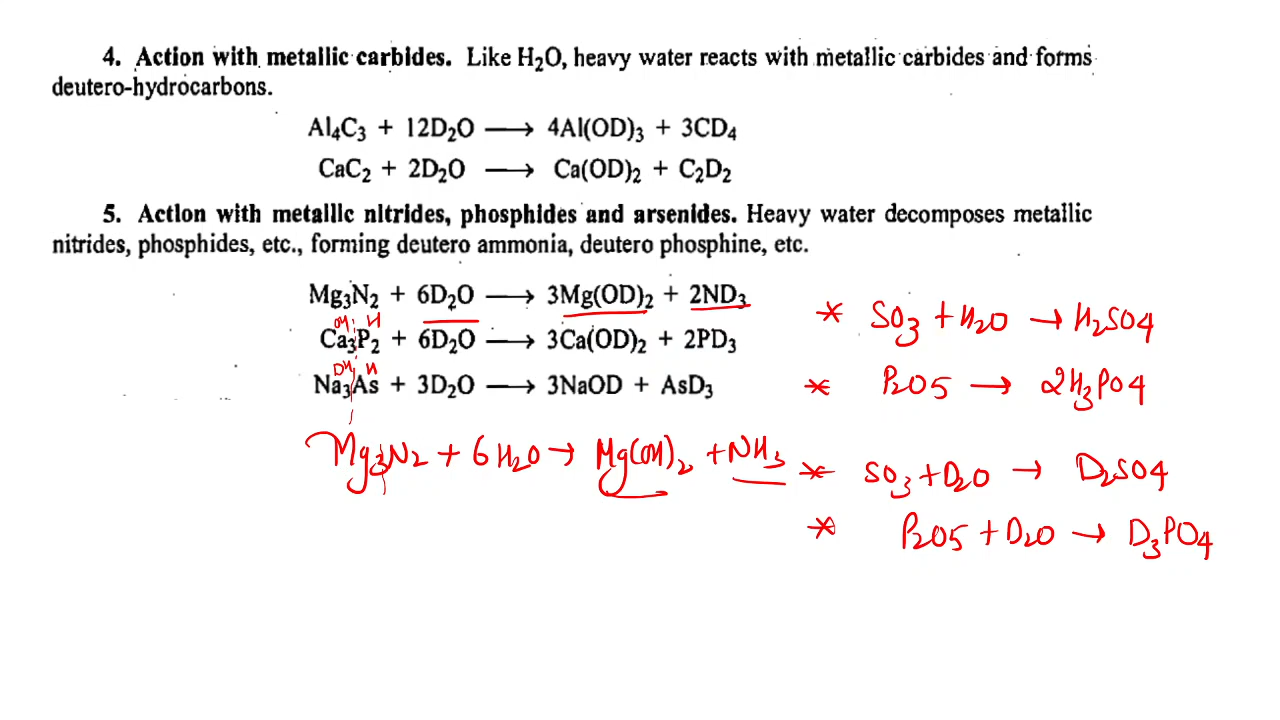 4. Action with metallic carbides. Like H₂O, heavy water reacts with metallic carbides and forms
deutero-hydrocarbons.
Al₄C₃ + 12D₂O ⟶ 4Al(OD)₃ + 3CD₄
CaC₂ + 2D₂O ⟶ Ca(OD)₂ + C₂D₂
5. Action with metallic nitrides, phosphides and arsenides. Heavy water decomposes metallic
nitrides, phosphides, etc., forming deutero ammonia, deutero phosphine, etc.
Mg₃N₂ + 6D₂O ⟶ 3Mg(OD)₂ + 2ND₃
OH H
Ca₃P₂ + 6D₂O ⟶ 3Ca(OD)₂ + 2PD₃
OH H
Na₃As + 3D₂O ⟶ 3NaOD + AsD₃
Mg₃N₂ + 6H₂O → Mg(OH)₂ + NH₃
* SO₃ + H₂O → H₂SO4
* P₂O5 → 2H₃PO4
* SO₃ + D₂O → D₂SO4
* P₂O5 + D₂O → D₃PO₄